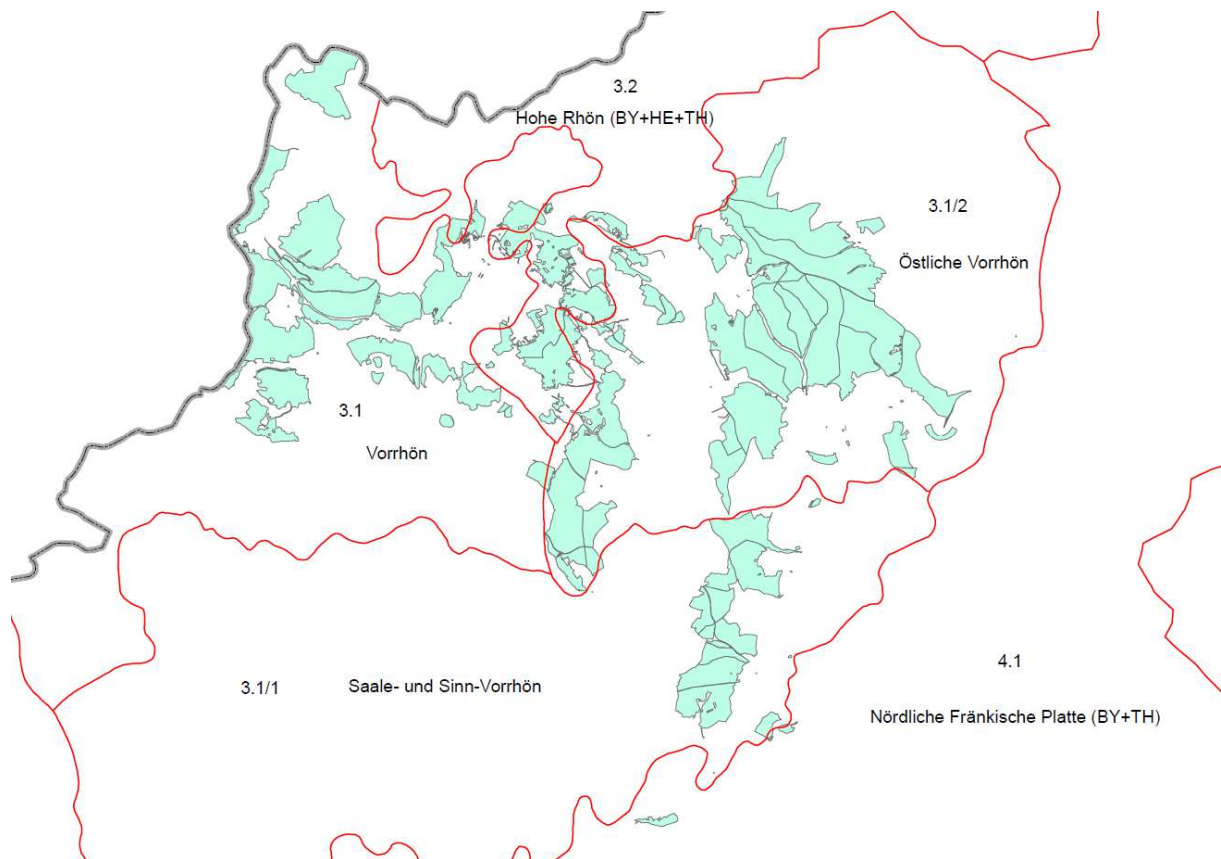 3.2
Hohe Rhön (BY+HE+TH)
3.1/2
Östliche Vorrhön
3.1
Vorrhön
3.1/1
Saale- und Sinn-Vorrhön
4.1
Nördliche Fränkische Platte (BY+TH)